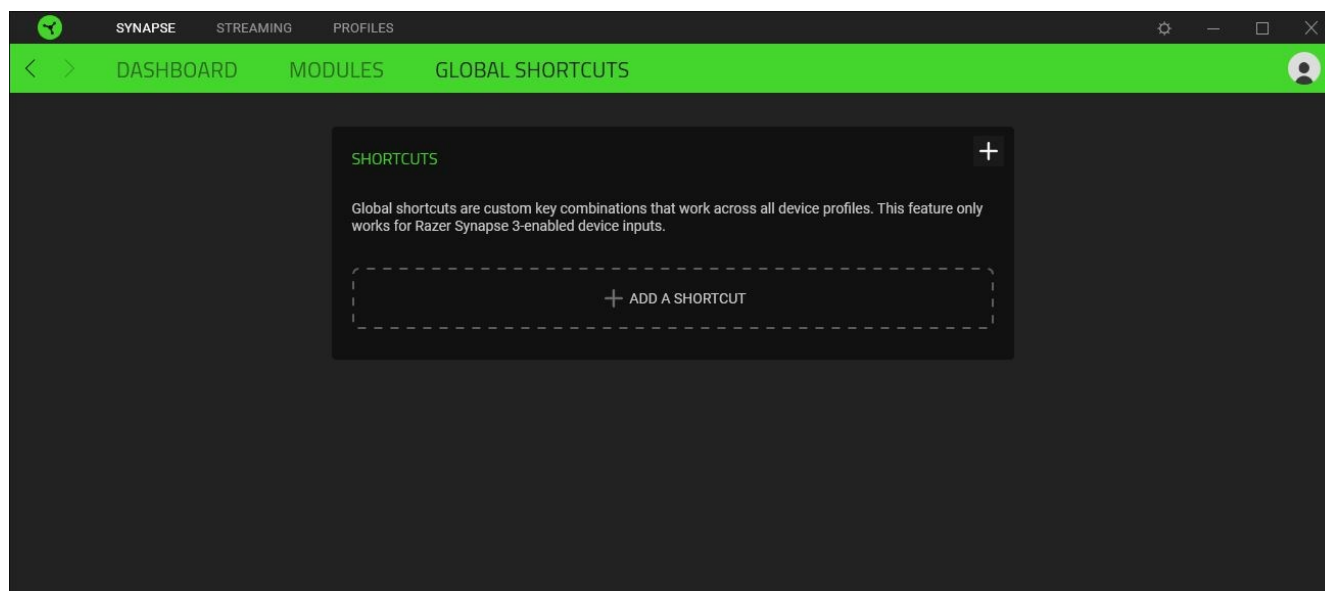 SYNAPSE STREAMING PROFILES
DASHBOARD MODULES GLOBAL SHORTCUTS
SHORTCUTS
Global shortcuts are custom key combinations that work across all device profiles. This feature only
works for Razer Synapse 3-enabled device inputs.
ADD A SHORTCUT